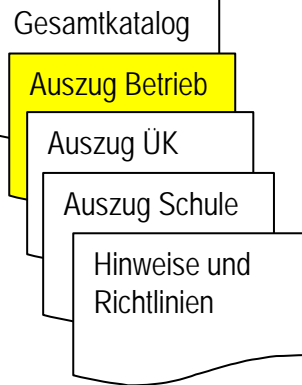 Gesamtkatalog
Auszug Betrieb
Auszug ÜK
Auszug Schule
Hinweise und
Richtlinien